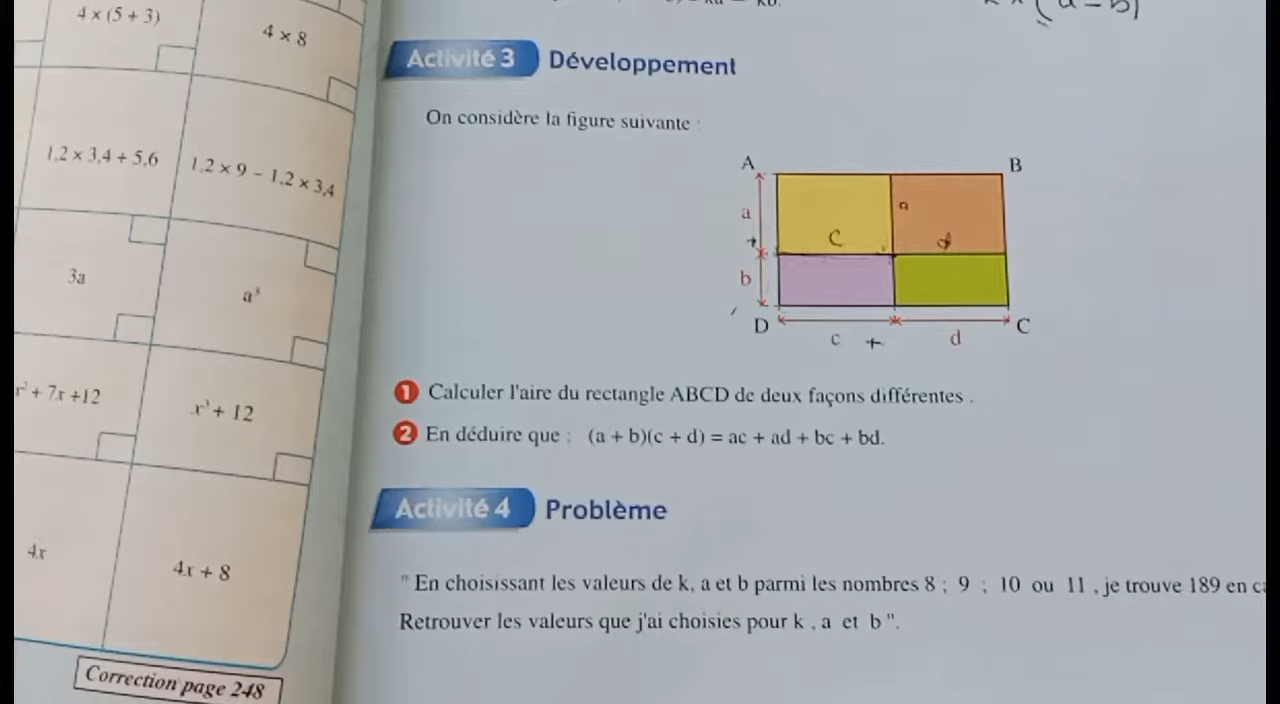 4 × (5 + 3)
4 × 8
1,2 × 3,4 + 5,6
1,2 × 9 − 1,2 × 3,4
3a
a³
+ 7x +12
x³ + 12
4x
4x + 8
Correction page 248
(a − b)
Activité 3 Développement
On considère la figure suivante :
A
B
a
a
c
d
b
D
C
c + d
1 Calculer l'aire du rectangle ABCD de deux façons différentes .
2 En déduire que : (a + b)(c + d) = ac + ad + bc + bd.
Activité 4 Problème
" En choisissant les valeurs de k, a et b parmi les nombres 8 ; 9 ; 10 ou 11 , je trouve 189 en
Retrouver les valeurs que j'ai choisies pour k , a et b ".